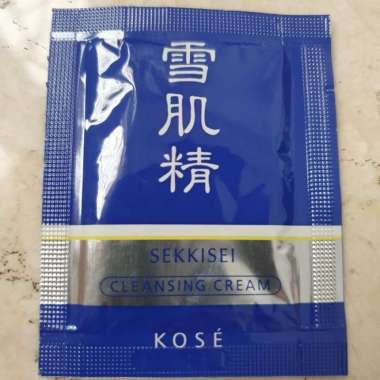 雪肌精
SEKKISEI
CLEANSING CREAM
KOSÉ